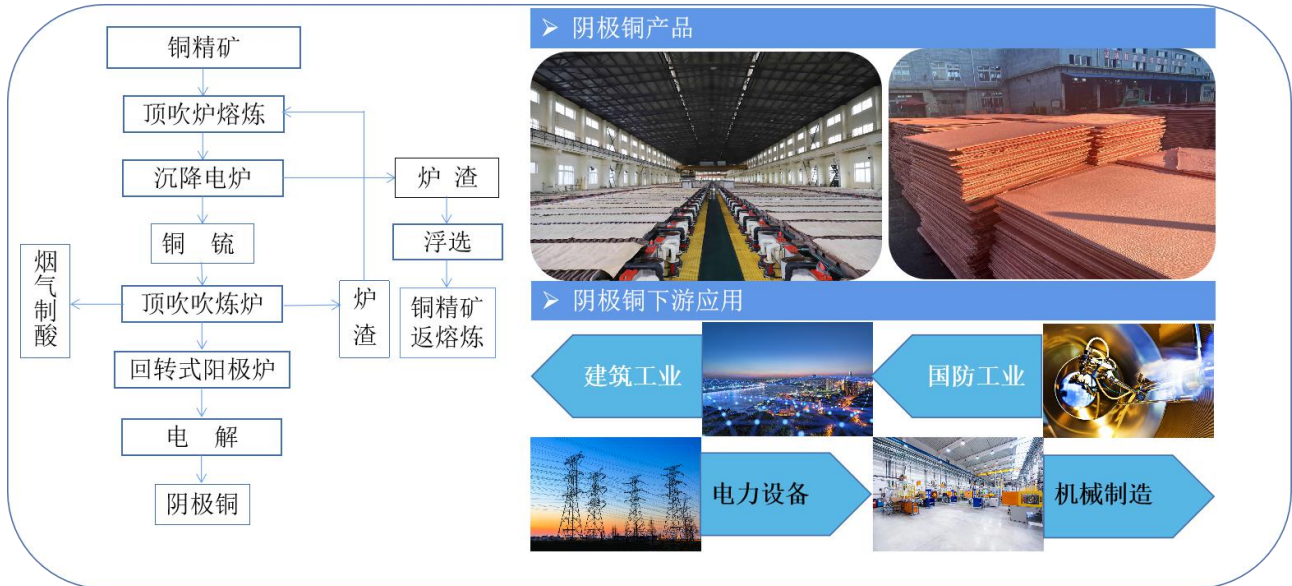 铜精矿
顶吹炉熔炼
沉降电炉
炉 渣
铜 锍
浮选
烟气制酸
顶吹吹炼炉
炉渣
铜精矿
返熔炼
回转式阳极炉
电 解
阴极铜
➢ 阴极铜产品
➢ 阴极铜下游应用
建筑工业
国防工业
电力设备
机械制造